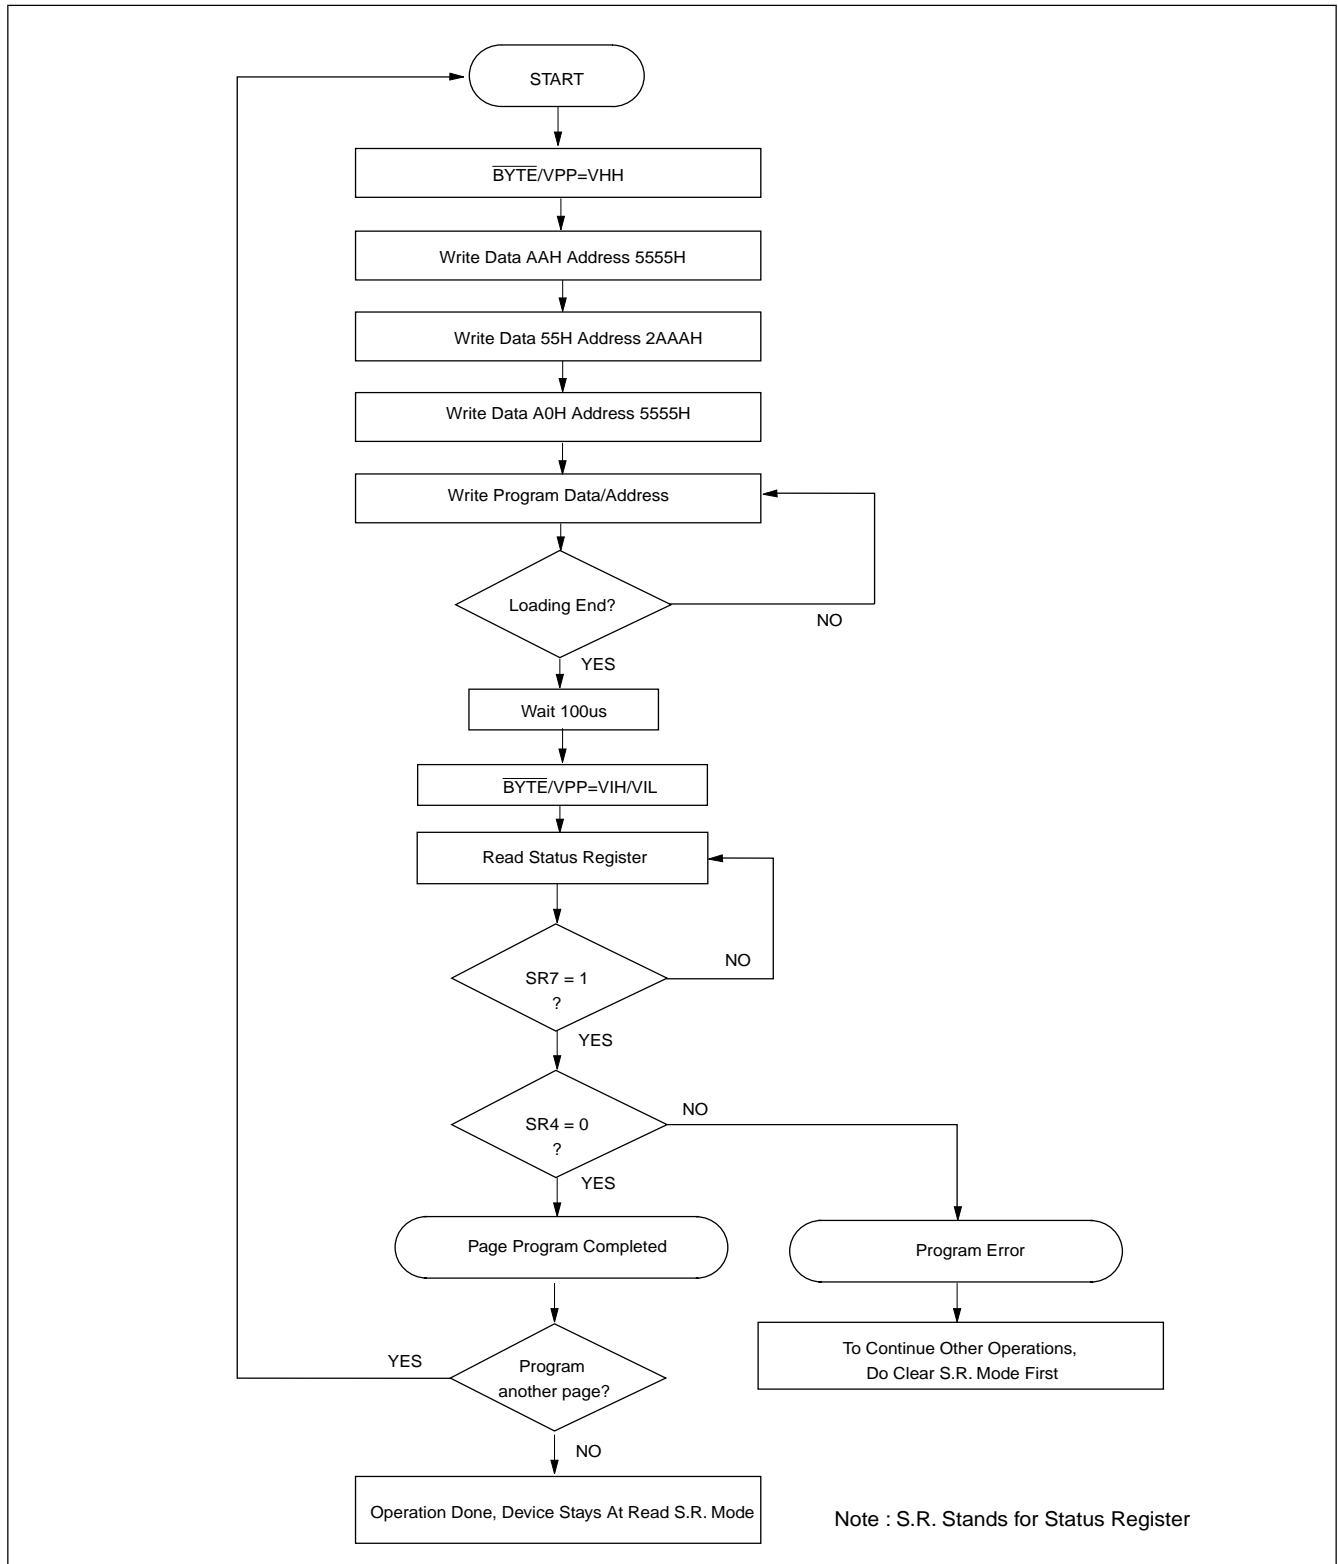 START
B̅Y̅T̅E̅/VPP=VHH
Write Data AAH Address 5555H
Write Data 55H Address 2AAAH
Write Data A0H Address 5555H
Write Program Data/Address
Loading End?
NO
YES
Wait 100us
B̅Y̅T̅E̅/VPP=VIH/VIL
Read Status Register
SR7 = 1
?
NO
YES
SR4 = 0
?
NO
YES
Page Program Completed
Program Error
To Continue Other Operations,
Do Clear S.R. Mode First
Program
another page?
YES
NO
Operation Done, Device Stays At Read S.R. Mode
Note : S.R. Stands for Status Register